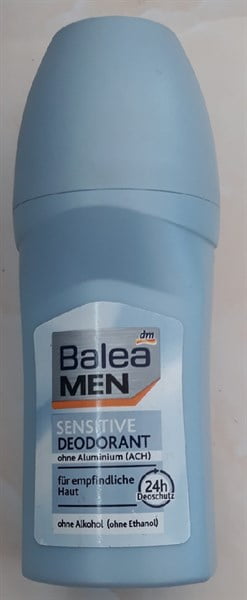 dm
Balea
MEN
SENSITIVE
DEODORANT
ohne Aluminium (ACH)
für empfindliche
Haut
24h
Deoschutz
ohne Alkohol (ohne Ethanol)